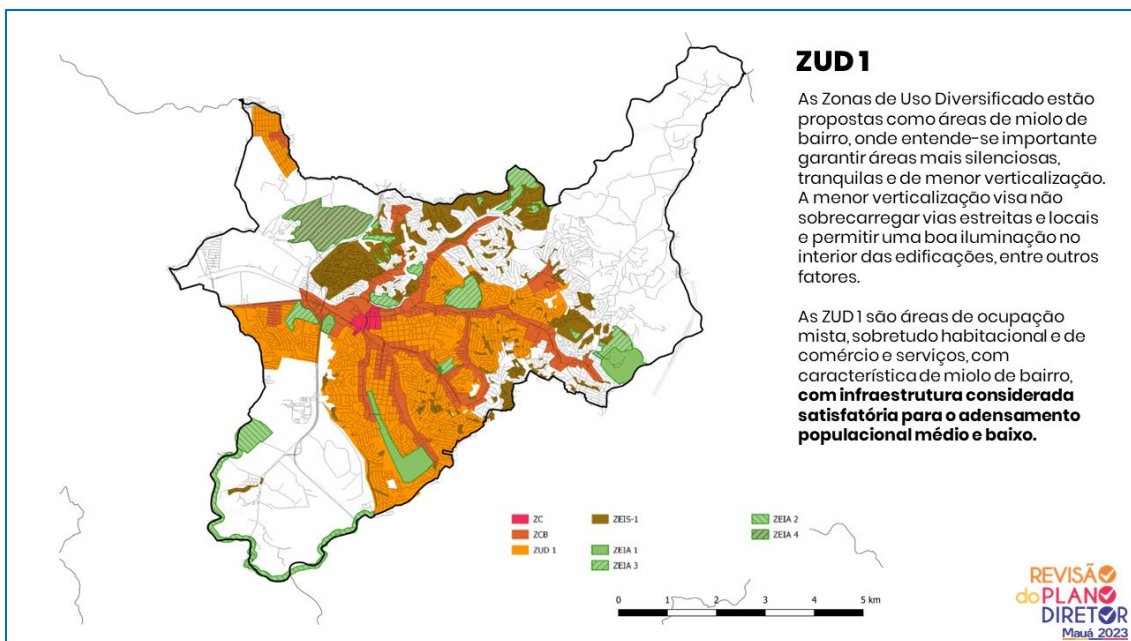 ZUD 1
As Zonas de Uso Diversificado estão
propostas como áreas de miolo de
bairro, onde entende-se importante
garantir áreas mais silenciosas,
tranquilas e de menor verticalização.
A menor verticalização visa não
sobrecarregar vias estreitas e locais
e permitir uma boa iluminação no
interior das edificações, entre outros
fatores.
As ZUD 1 são áreas de ocupação
mista, sobretudo habitacional e de
comércio e serviços, com
característica de miolo de bairro,
com infraestrutura considerada
satisfatória para o adensamento
populacional médio e baixo.
ZC
ZCB
ZUD 1
ZEIS-1
ZEIA 1
ZEIA 3
ZEIA 2
ZEIA 4
0 1 2 3 4 5 km
REVISÃO
do PLANO
DIRETOR
Mauá 2023